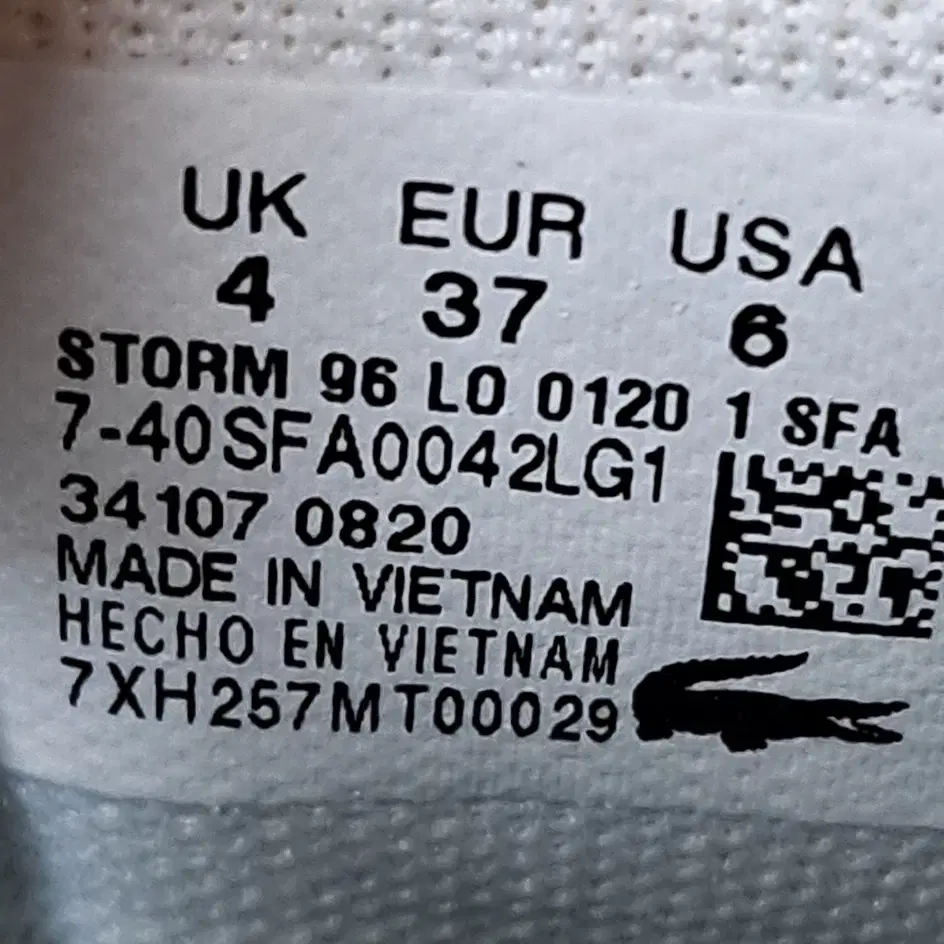 UK EUR USA
4 37 6
STORM 96 LO 0120 1 SFA
7-40SFA0042LG1
34107 0820
MADE IN VIETNAM
HECHO EN VIETNAM
7XH257MT00029